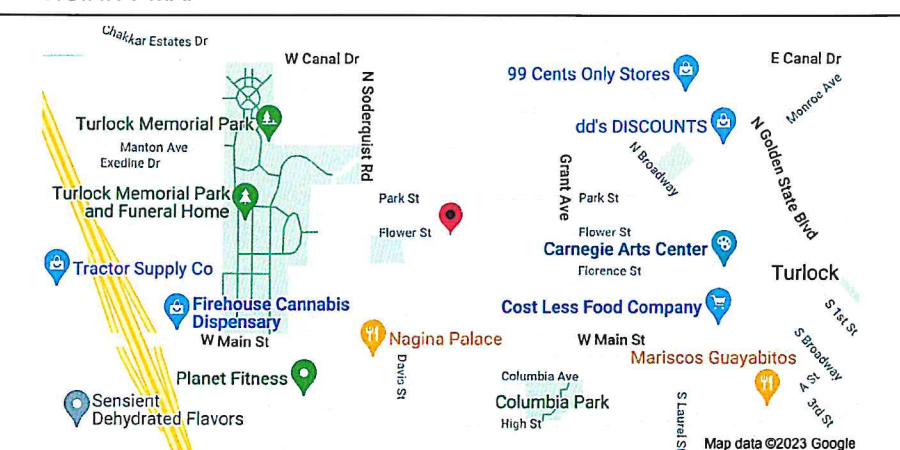 Chakkar Estates Dr
W Canal Dr
E Canal Dr
99 Cents Only Stores
Monroe Ave
N Soderquist Rd
Turlock Memorial Park
dd's DISCOUNTS
N Golden State Blvd
Manton Ave
Exedine Dr
N Broadway
Grant Ave
Turlock Memorial Park
and Funeral Home
Park St
Park St
Flower St
Flower St
Carnegie Arts Center
Florence St
Tractor Supply Co
Turlock
Firehouse Cannabis
Dispensary
Cost Less Food Company
S 1st St
W Main St
Nagina Palace
W Main St
S Broadway
Mariscos Guayabitos
Davis St
Planet Fitness
Columbia Ave
A St
Sensient
Dehydrated Flavors
Columbia Park
S Laurel St
3rd St
High St
Map data ©2023 Google